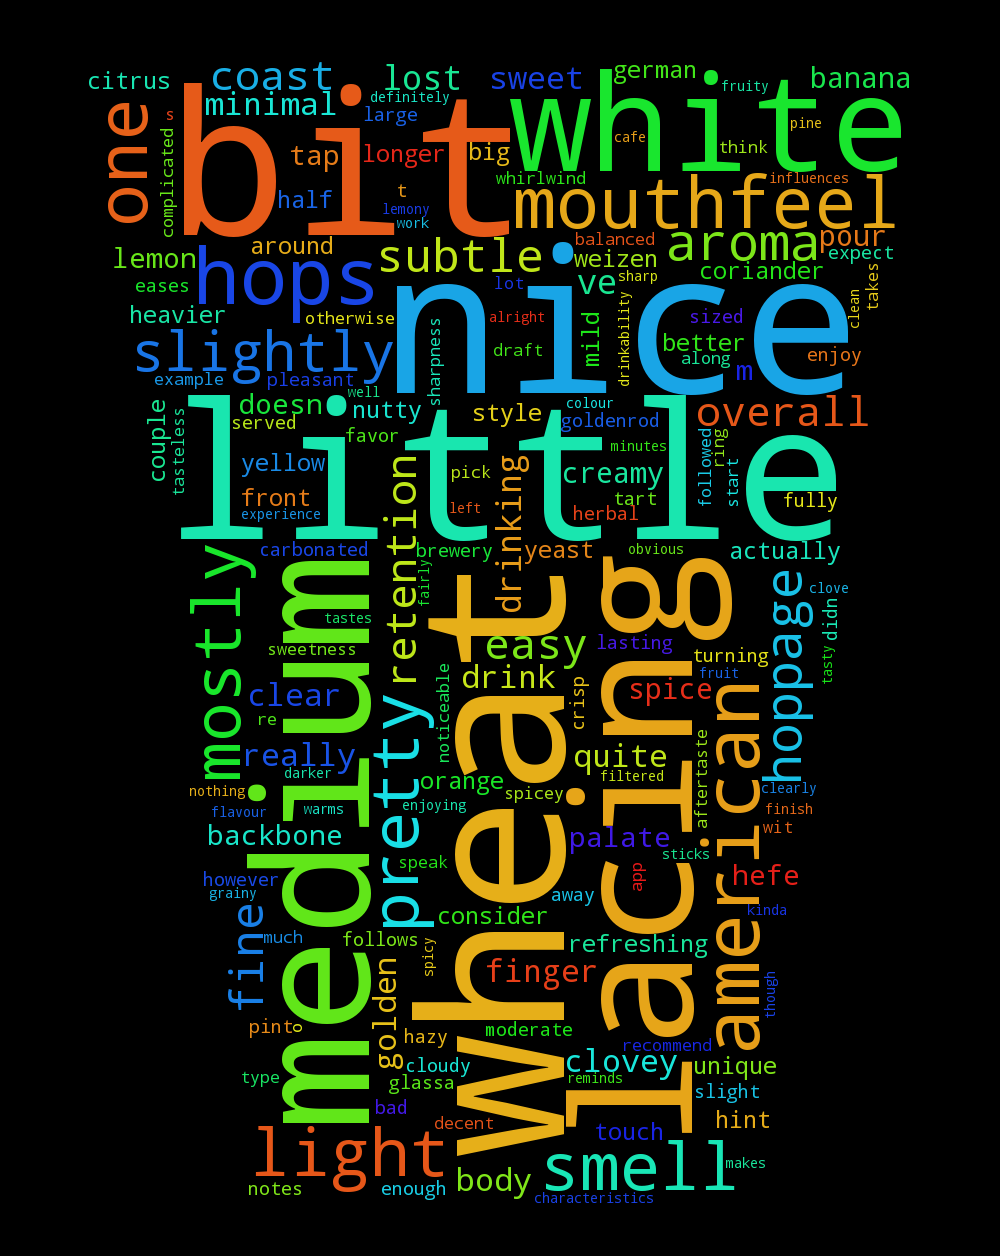 citrus
coast
lost
sweet
german
banana
minimal
definitely
fruity
white
one
s
bit
large
cafe
pine
complicated
tap
longer
big
think
half
t
whirlwind
influences
lemony
work
mouthfeel
lemon
around
subtle
balanced
aroma
pour
expect
weizen
hops
eases
nice
lot
ve
sharp
coriander
takes
heavier
otherwise
alright
sized
clean
slightly
sharpness
draft
mild
drinkability
better
along
m
enjoy
example
pleasant
well
couple
tasteless
doesn
served
nutty
style
colour
goldenrod
overall
little
favor
minutes
yellow
retention
pick
drinking
creamy
followed
ring
start
front
experience
left
tart
herbal
fully
mostly
carbonated
brewery
yeast
obvious
actually
medium
fairly
wheat
lacing
hoppage
clove
didn
tasty
tastes
sweetness
easy
lasting
turning
fruit
clear
re
pretty
noticeable
drink
crisp
spice
american
really
darker
orange
quite
filtered
aftertaste
nothing
warms
enjoying
spicey
clearly
flavour
finish
backbone
palate
wit
speak
sticks
however
grainy
away
app
hefe
fine
much
consider
kinda
follows
spicy
refreshing
golden
finger
though
pint
o
hazy
moderate
recommend
type
cloudy
glassa
clovey
reminds
unique
slight
bad
decent
touch
hint
light
smell
makes
notes
enough
body
characteristics